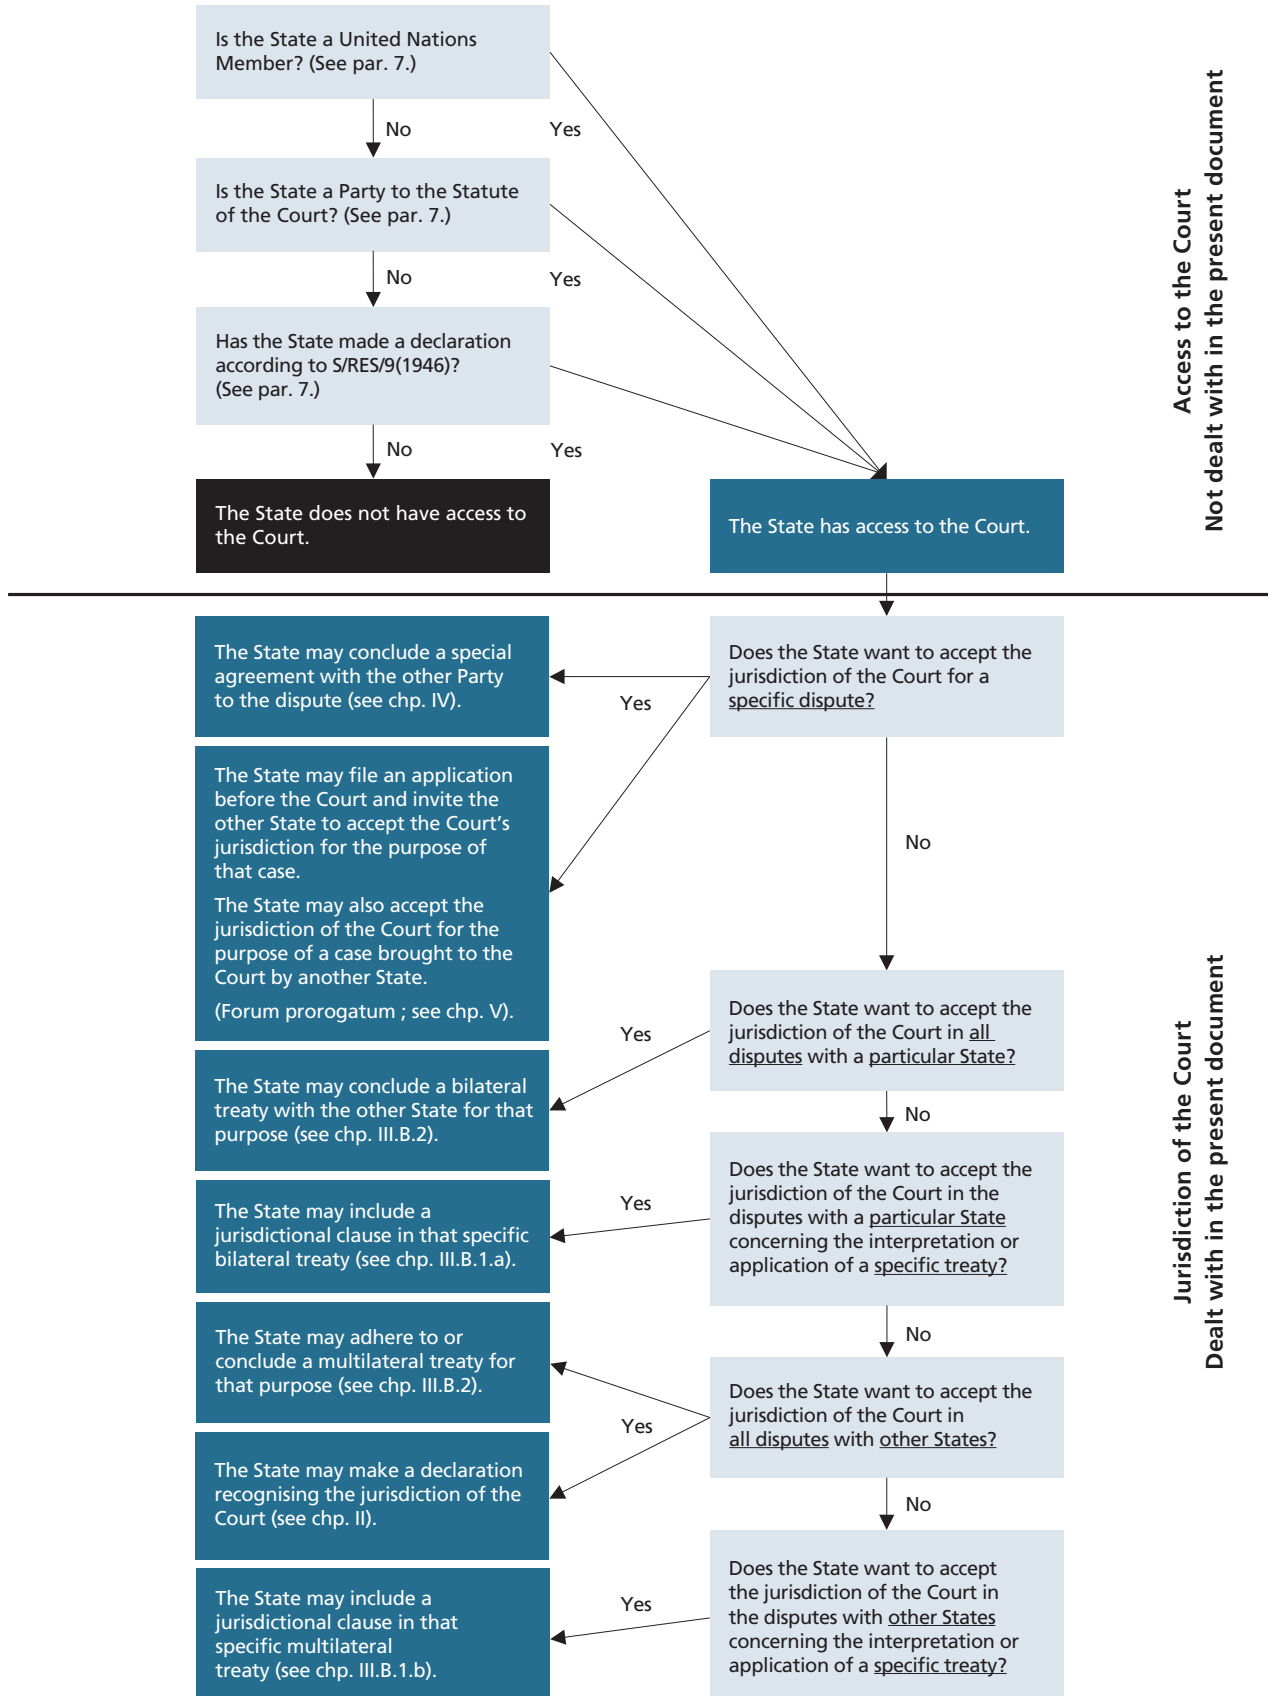 Is the State a United Nations
Member? (See par. 7.)
No
Yes
Is the State a Party to the Statute
of the Court? (See par. 7.)
No
Yes
Has the State made a declaration
according to S/RES/9(1946)?
(See par. 7.)
No
Yes
The State does not have access to
the Court.
The State has access to the Court.
Access to the Court
Not dealt with in the present document
Does the State want to accept the
jurisdiction of the Court for a
specific dispute?
Yes
The State may conclude a special
agreement with the other Party
to the dispute (see chp. IV).
The State may file an application
before the Court and invite the
other State to accept the Court's
jurisdiction for the purpose of
that case.
The State may also accept the
jurisdiction of the Court for the
purpose of a case brought to the
Court by another State.
(Forum prorogatum ; see chp. V).
No
Does the State want to accept the
jurisdiction of the Court in all
disputes with a particular State?
Yes
The State may conclude a bilateral
treaty with the other State for that
purpose (see chp. III.B.2).
No
Does the State want to accept the
jurisdiction of the Court in the
disputes with a particular State
concerning the interpretation or
application of a specific treaty?
Yes
The State may include a
jurisdictional clause in that specific
bilateral treaty (see chp. III.B.1.a).
No
Does the State want to accept the
jurisdiction of the Court in
all disputes with other States?
Yes
The State may adhere to or
conclude a multilateral treaty for
that purpose (see chp. III.B.2).
The State may make a declaration
recognising the jurisdiction of the
Court (see chp. II).
No
Does the State want to accept
the jurisdiction of the Court in
the disputes with other States
concerning the interpretation or
application of a specific treaty?
Yes
The State may include a
jurisdictional clause in that
specific multilateral
treaty (see chp. III.B.1.b).
Jurisdiction of the Court
Dealt with in the present document